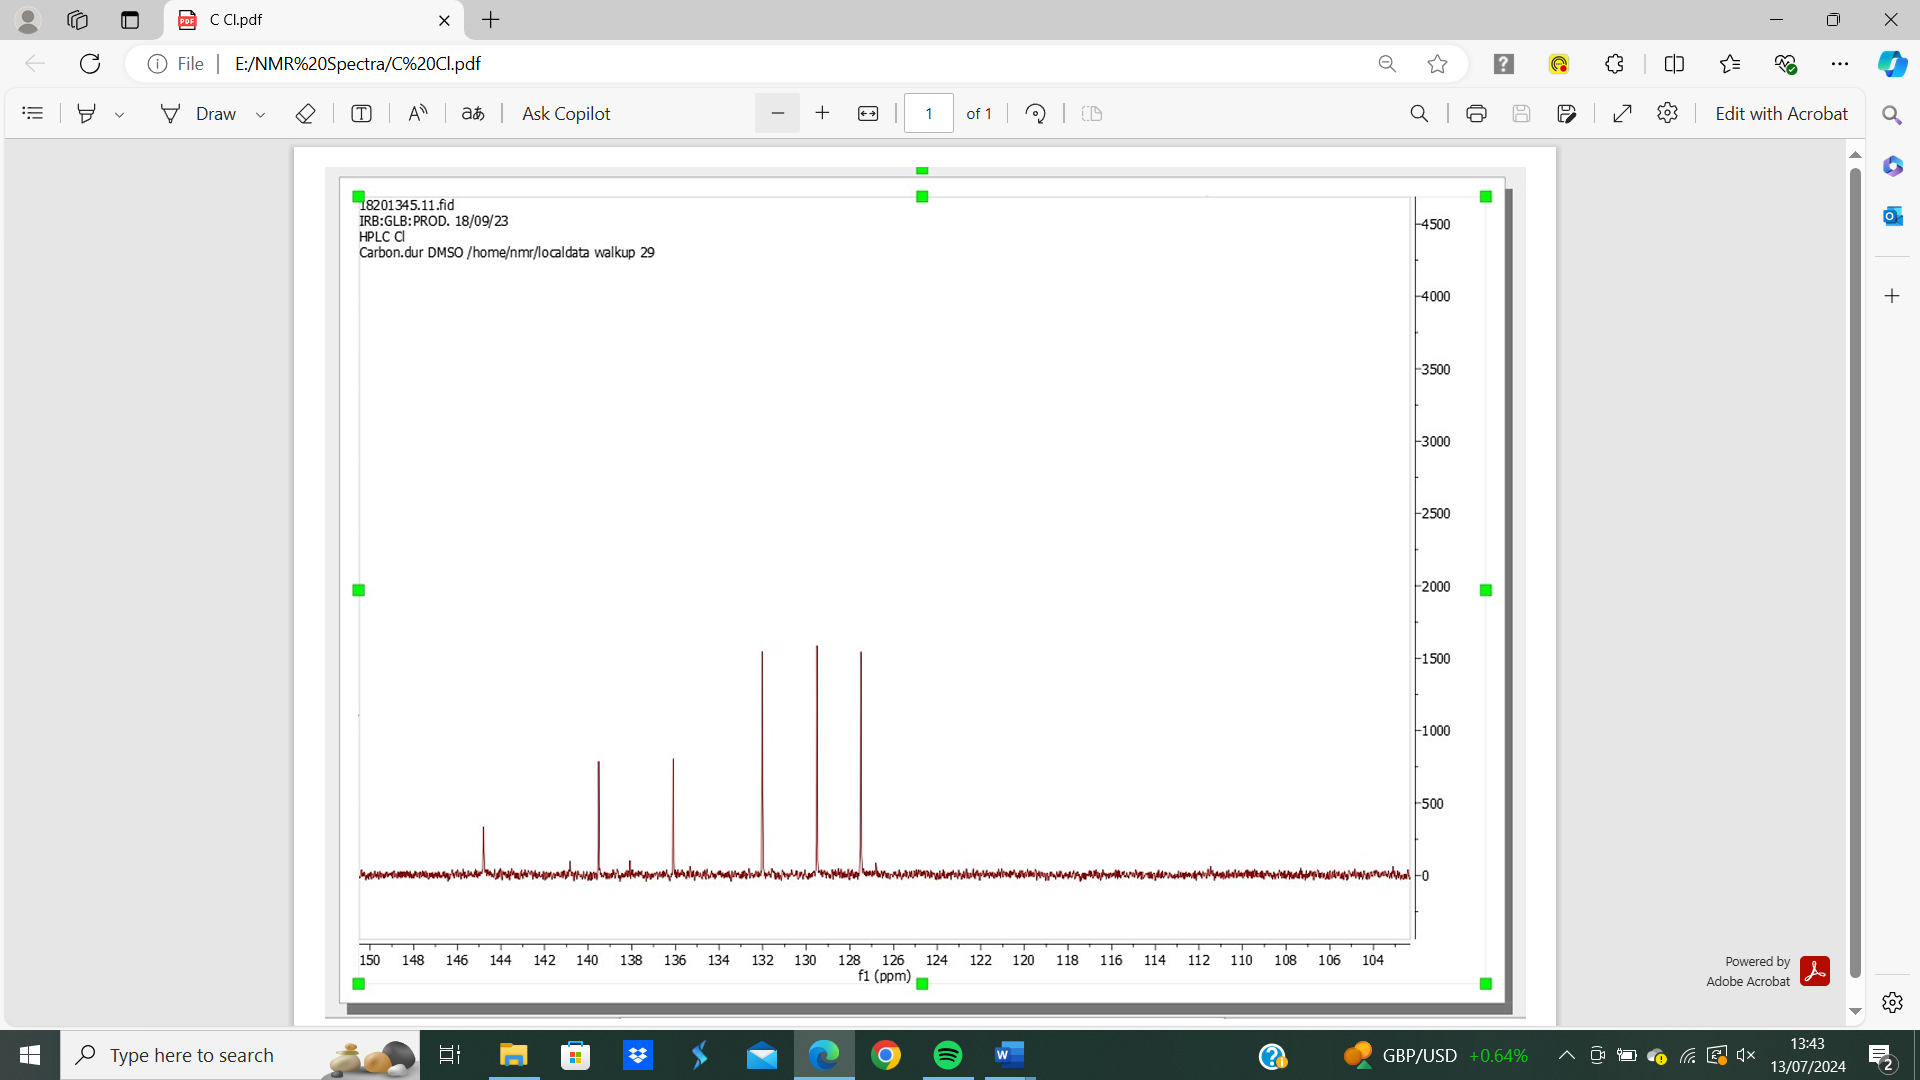 C Cl.pdf
File
E:/NMR%20Spectra/C%20Cl.pdf
Draw
Ask Copilot
1
of 1
Edit with Acrobat
18201345.11.fid
IRB:GLB:PROD. 18/09/23
HPLC Cl
Carbon.dur DMSO /home/nmr/localdata walkup 29
4500
4000
3500
3000
2500
2000
1500
1000
500
0
150 148 146 144 142 140 138 136 134 132 130 128 126 124 122 120 118 116 114 112 110 108 106 104
f1 (ppm)
Powered by
Adobe Acrobat
Type here to search
GBP/USD +0.64%
13:43
13/07/2024
2